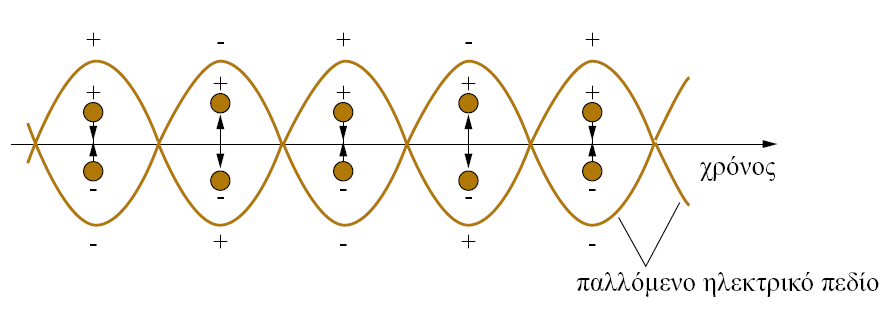 + - + - +
+ + + + +
- - - - -
- + - + -
χρόνος
παλλόμενο ηλεκτρικό πεδίο